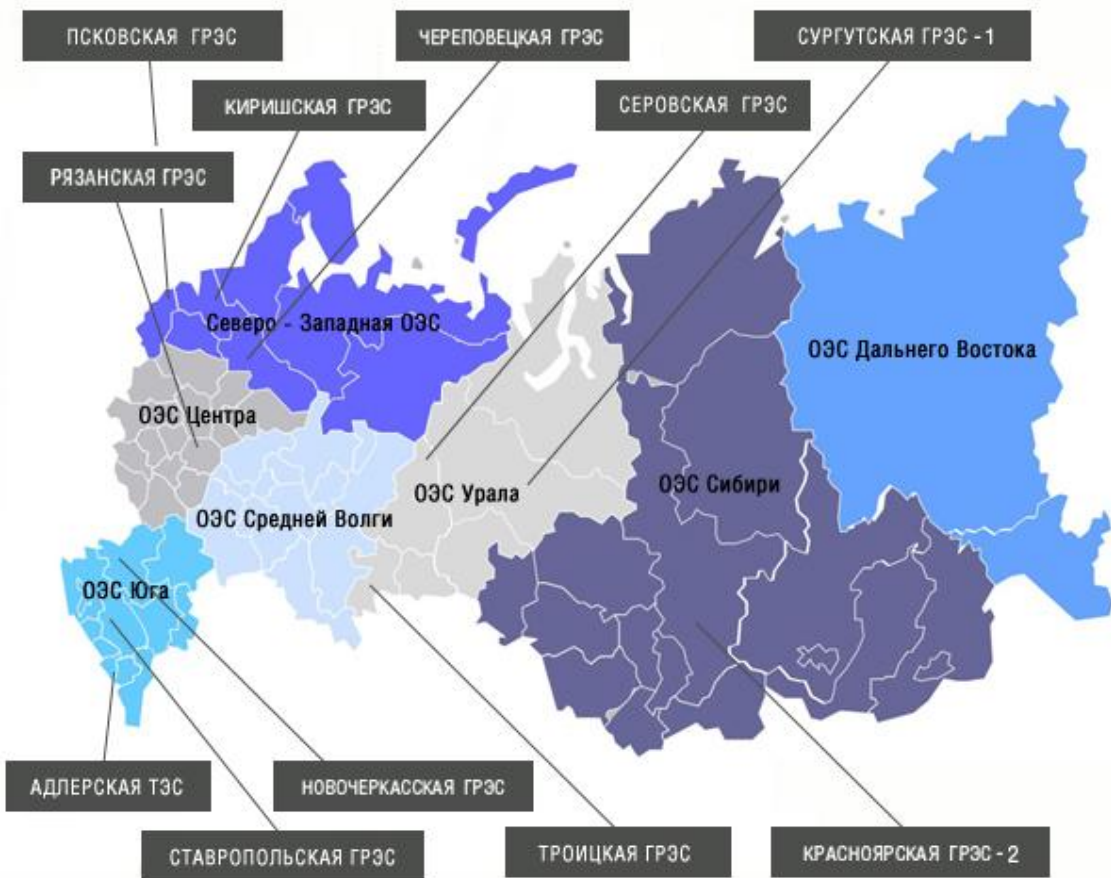 ПСКОВСКАЯ ГРЭС
ЧЕРЕПОВЕЦКАЯ ГРЭС
СУРГУТСКАЯ ГРЭС-1
КИРИШСКАЯ ГРЭС
СЕРОВСКАЯ ГРЭС
РЯЗАНСКАЯ ГРЭС
Северо - Западная ОЭС
ОЭС Дальнего Востока
ОЭС Центра
ОЭС Урала
ОЭС Сибири
ОЭС Средней Волги
ОЭС Юга
АДЛЕРСКАЯ ТЭС
НОВОЧЕРКАССКАЯ ГРЭС
СТАВРОПОЛЬСКАЯ ГРЭС
ТРОИЦКАЯ ГРЭС
КРАСНОЯРСКАЯ ГРЭС-2